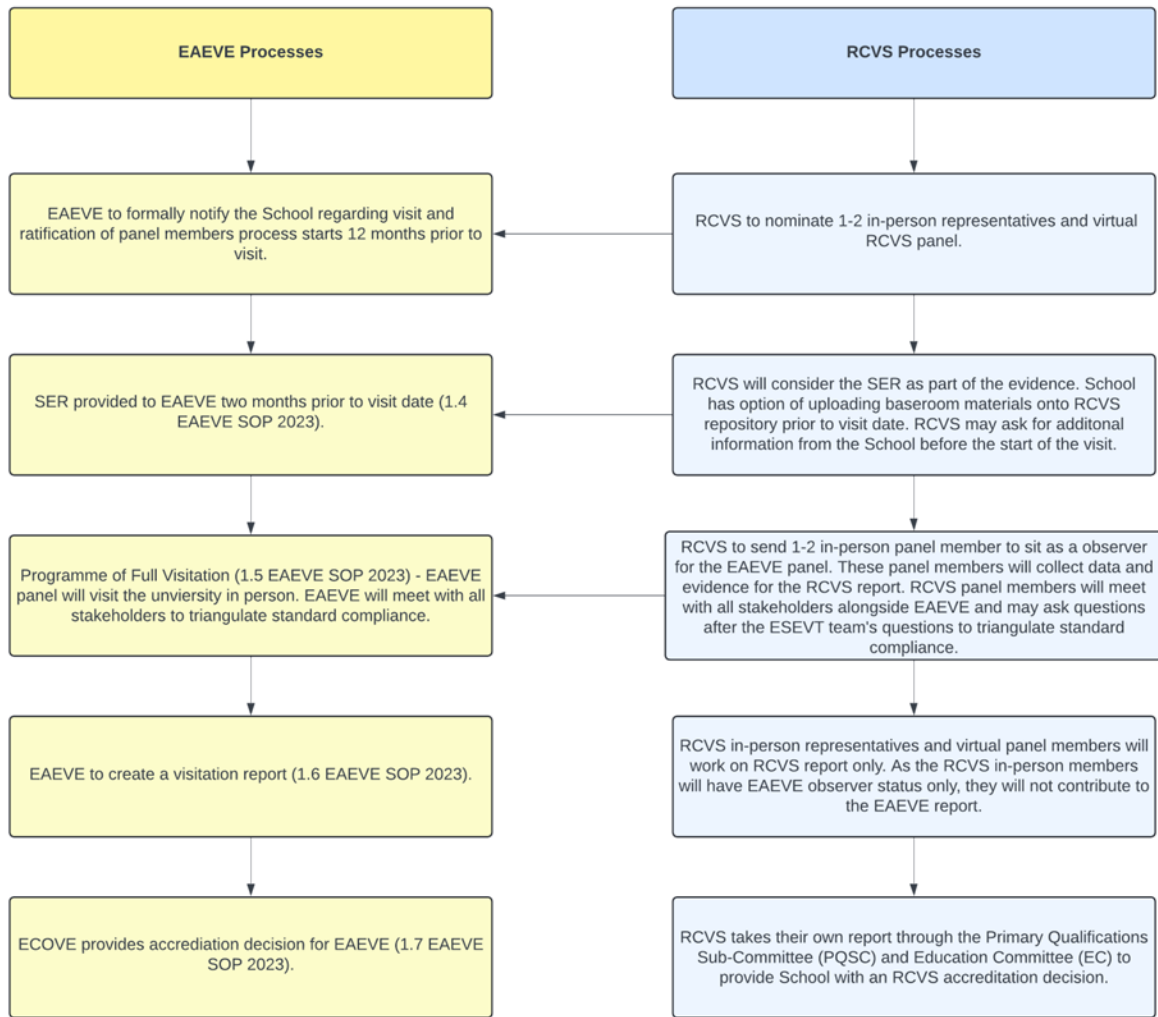 EAEVE Processes
RCVS Processes
EAEVE to formally notify the School regarding visit and
ratification of panel members process starts 12 months prior to
visit.
RCVS to nominate 1-2 in-person representatives and virtual
RCVS panel.
SER provided to EAEVE two months prior to visit date (1.4
EAEVE SOP 2023).
RCVS will consider the SER as part of the evidence. School
has option of uploading baseroom materials onto RCVS
repository prior to visit date. RCVS may ask for additonal
information from the School before the start of the visit.
Programme of Full Visitation (1.5 EAEVE SOP 2023) - EAEVE
panel will visit the unviersity in person. EAEVE will meet with all
stakeholders to triangulate standard compliance.
RCVS to send 1-2 in-person panel member to sit as a observer
for the EAEVE panel. These panel members will collect data and
evidence for the RCVS report. RCVS panel members will meet
with all stakeholders alongside EAEVE and may ask questions
after the ESEVT team's questions to triangulate standard
compliance.
EAEVE to create a visitation report (1.6 EAEVE SOP 2023).
RCVS in-person representatives and virtual panel members will
work on RCVS report only. As the RCVS in-person members
will have EAEVE observer status only, they will not contribute to
the EAEVE report.
ECOVE provides accrediation decision for EAEVE (1.7 EAEVE
SOP 2023).
RCVS takes their own report through the Primary Qualifications
Sub-Committee (PQSC) and Education Committee (EC) to
provide School with an RCVS accreditation decision.